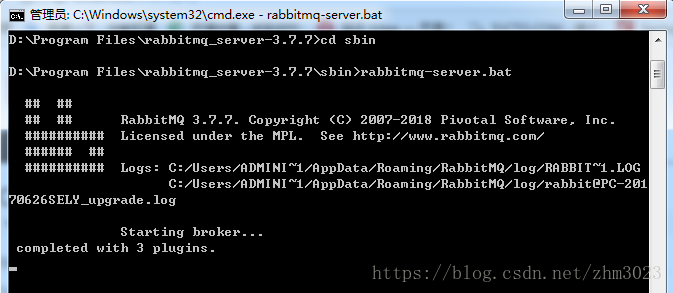 管理员: C:\Windows\system32\cmd.exe - rabbitmq-server.bat
D:\Program Files\rabbitmq_server-3.7.7>cd sbin
D:\Program Files\rabbitmq_server-3.7.7\sbin>rabbitmq-server.bat
  ##  ##
  ##  ##      RabbitMQ 3.7.7. Copyright (C) 2007-2018 Pivotal Software, Inc.
  ##########  Licensed under the MPL.  See http://www.rabbitmq.com/
  ######  ##
  ##########  Logs: C:/Users/ADMINI~1/AppData/Roaming/RabbitMQ/log/RABBIT~1.LOG
                    C:/Users/ADMINI~1/AppData/Roaming/RabbitMQ/log/rabbit@PC-201
70626SELY_upgrade.log
              Starting broker...
 completed with 3 plugins.
https://blog.csdn.net/zhm3023